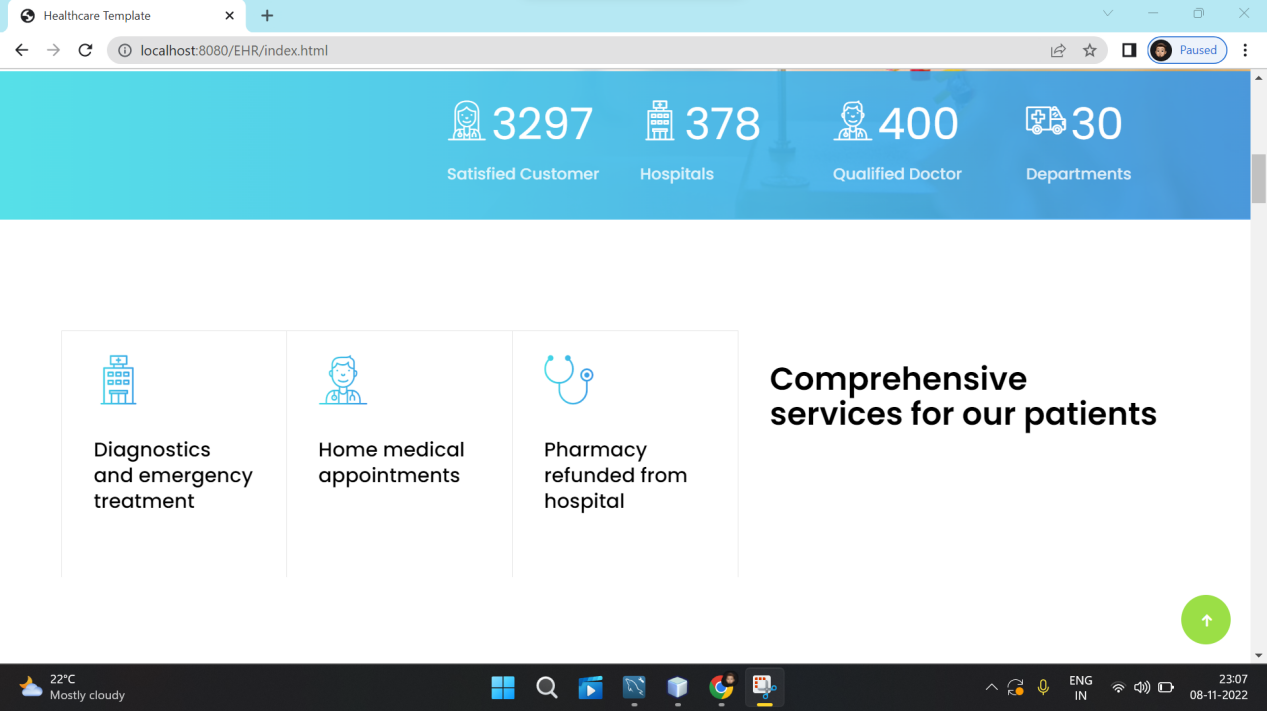 Healthcare Template
localhost:8080/EHR/index.html
Paused
3297
Satisfied Customer
378
Hospitals
400
Qualified Doctor
30
Departments
Diagnostics
and emergency
treatment
Home medical
appointments
Pharmacy
refunded from
hospital
Comprehensive
services for our patients
22°C
Mostly cloudy
ENG
IN
23:07
08-11-2022